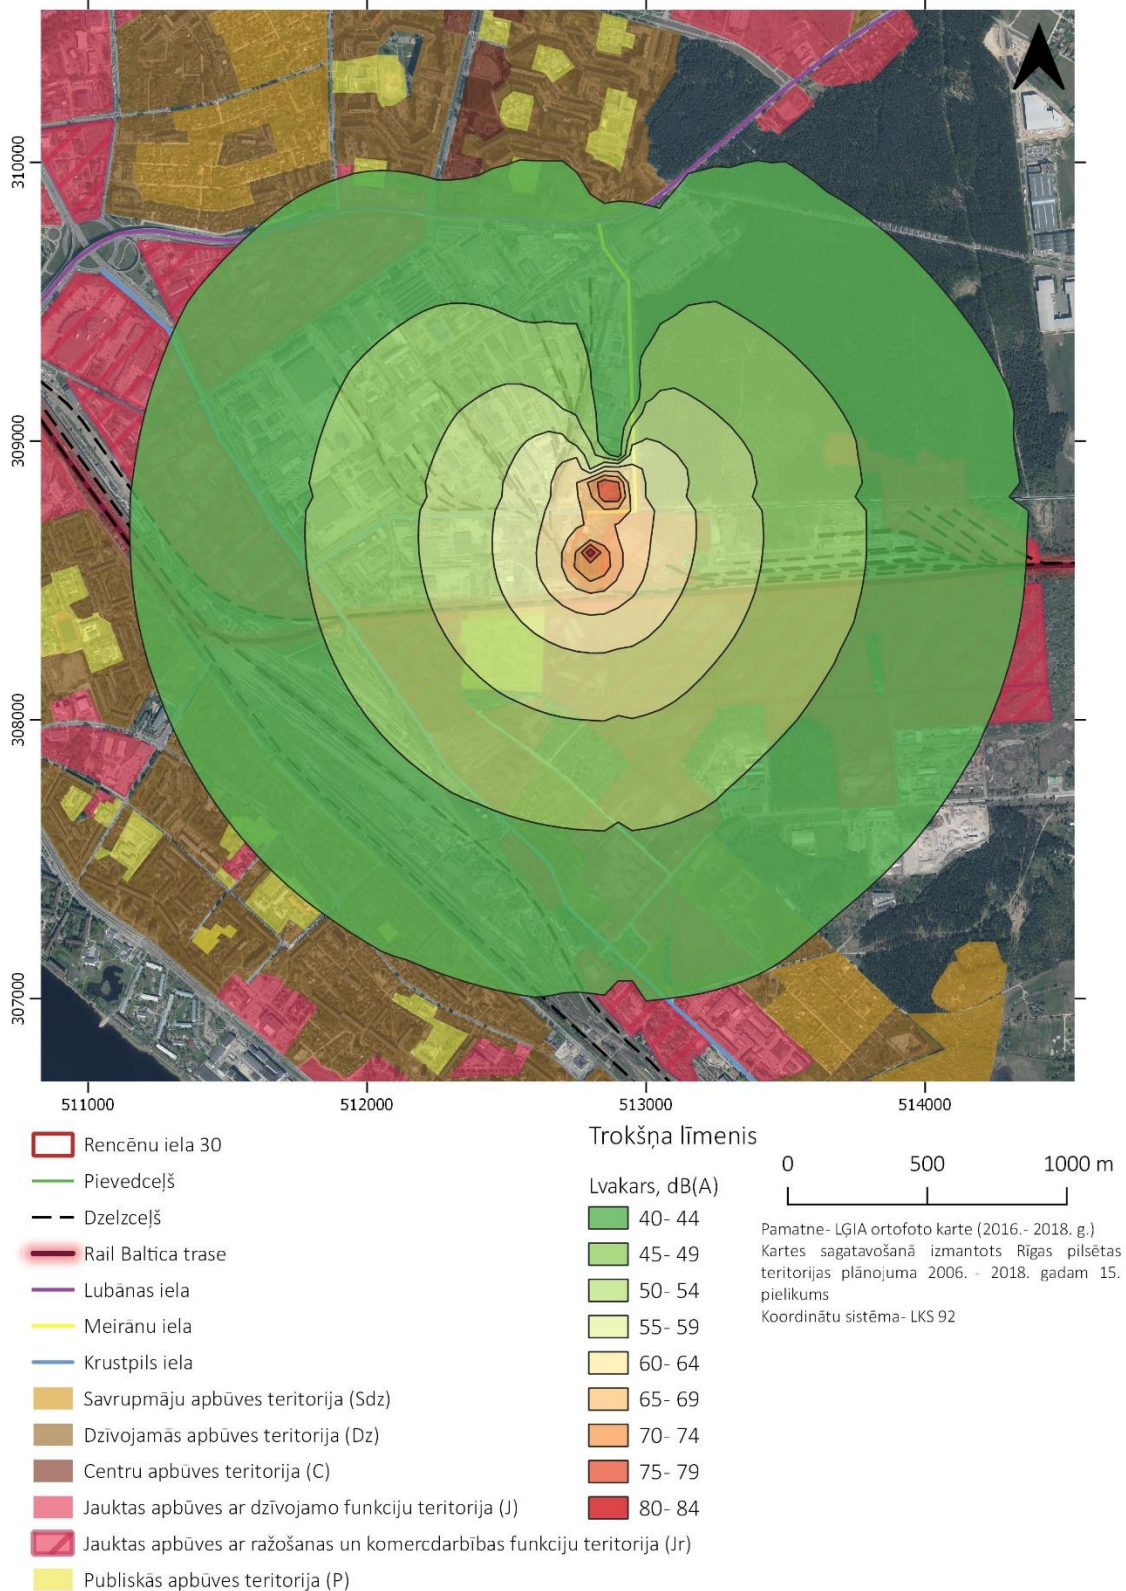 310000
309000
308000
307000
511000
512000
513000
514000
Rencēnu iela 30
Pievedceļš
Dzelzceļš
Rail Baltica trase
Lubānas iela
Meirānu iela
Krustpils iela
Savrupmāju apbūves teritorija (Sdz)
Dzīvojamās apbūves teritorija (Dz)
Centru apbūves teritorija (C)
Jauktas apbūves ar dzīvojamo funkciju teritorija (J)
Jauktas apbūves ar ražošanas un komercdarbības funkciju teritorija (Jr)
Publiskās apbūves teritorija (P)
Trokšņa līmenis
Lvakars, dB(A)
40- 44
45- 49
50- 54
55- 59
60- 64
65- 69
70- 74
75- 79
80- 84
0 500 1000 m
Pamatne- LĢIA ortofoto karte (2016.- 2018. g.)
Kartes sagatavošanā izmantots Rīgas pilsētas
teritorijas plānojuma 2006. - 2018. gadam 15.
pielikums
Koordinātu sistēma- LKS 92